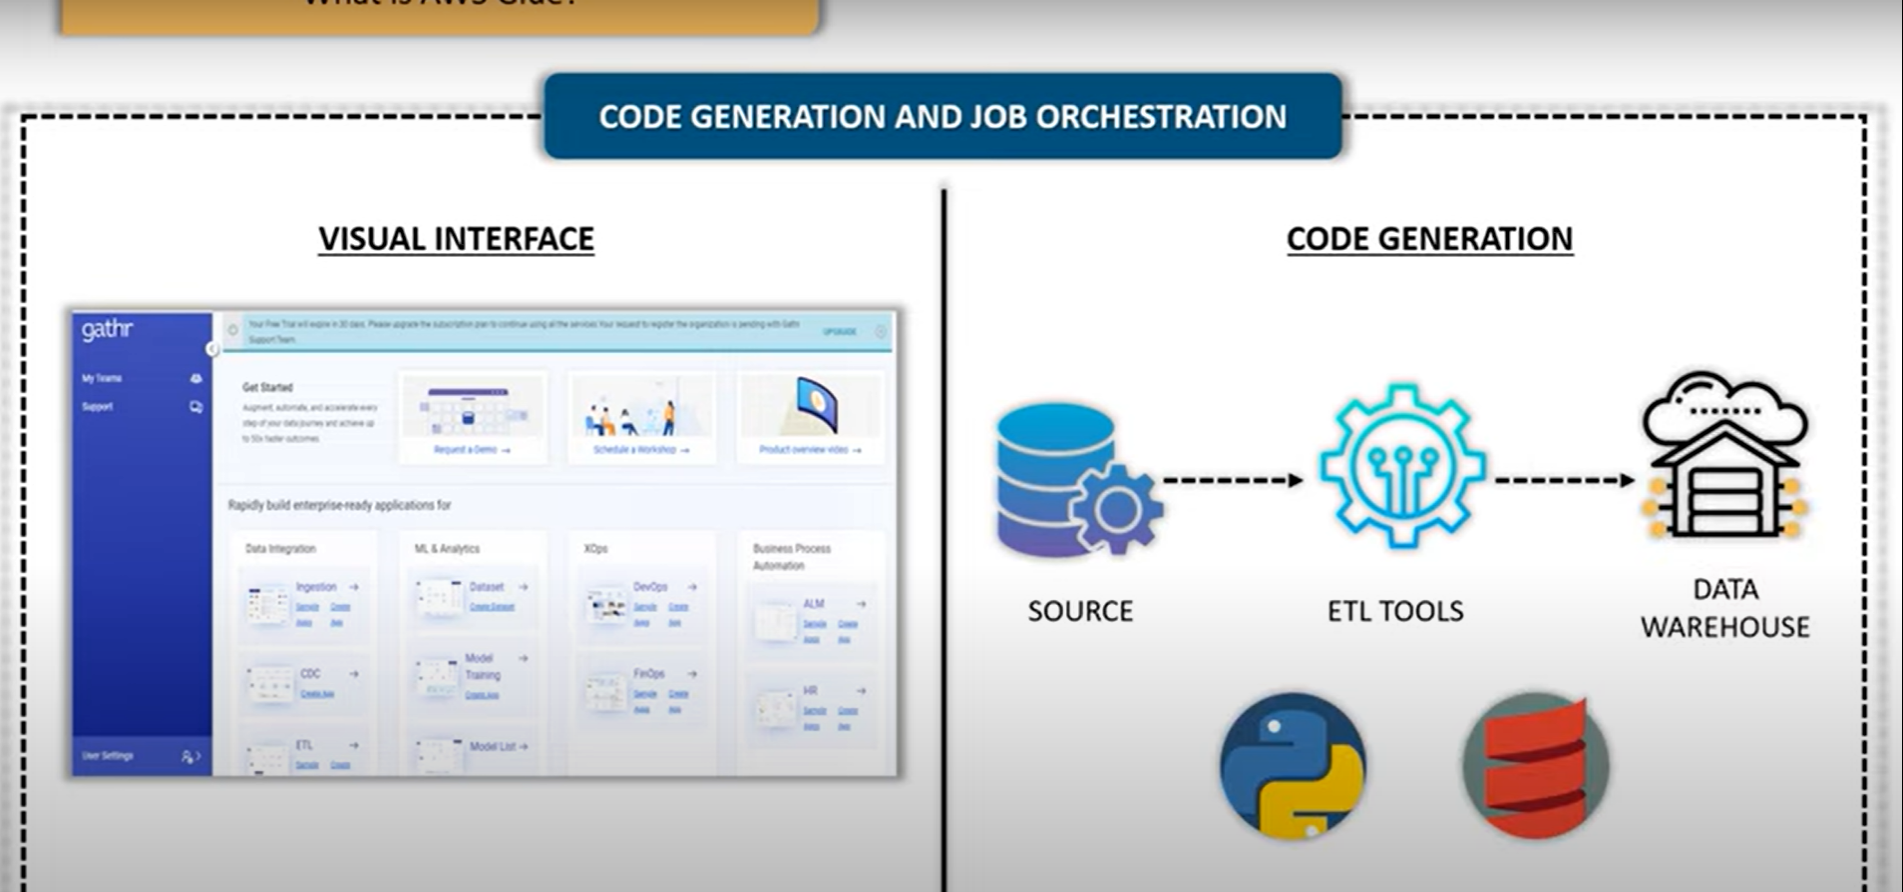 What is AWS Glue?
CODE GENERATION AND JOB ORCHESTRATION
VISUAL INTERFACE
gathr
Your Free Trial will expire in 30 days. Please upgrade the subscription plan to continue using all the services.Your request to register the organization is pending with Gathr
Support Team.
UPGRADE
My Teams
Support
Get Started
Augment, automate, and accelerate every
step of your data journey and achieve up
to 50x faster outcomes
Request a Demo →
Schedule a Workshop →
Product overview video →
Rapidly build enterprise-ready applications for
Data Integration
Ingestion →
Sample Create
Apps App
CDC →
Create App
ETL →
Sample Create
ML & Analytics
Dataset →
Create Dataset
Model →
Training
Create App
Model List →
XOps
DevOps →
Sample Create
Apps App
FinOps →
Sample Create
Apps App
Business Process
Automation
ALM →
Sample Create
Apps App
HR →
Sample Create
Apps App
User Settings
CODE GENERATION
SOURCE
ETL TOOLS
DATA
WAREHOUSE